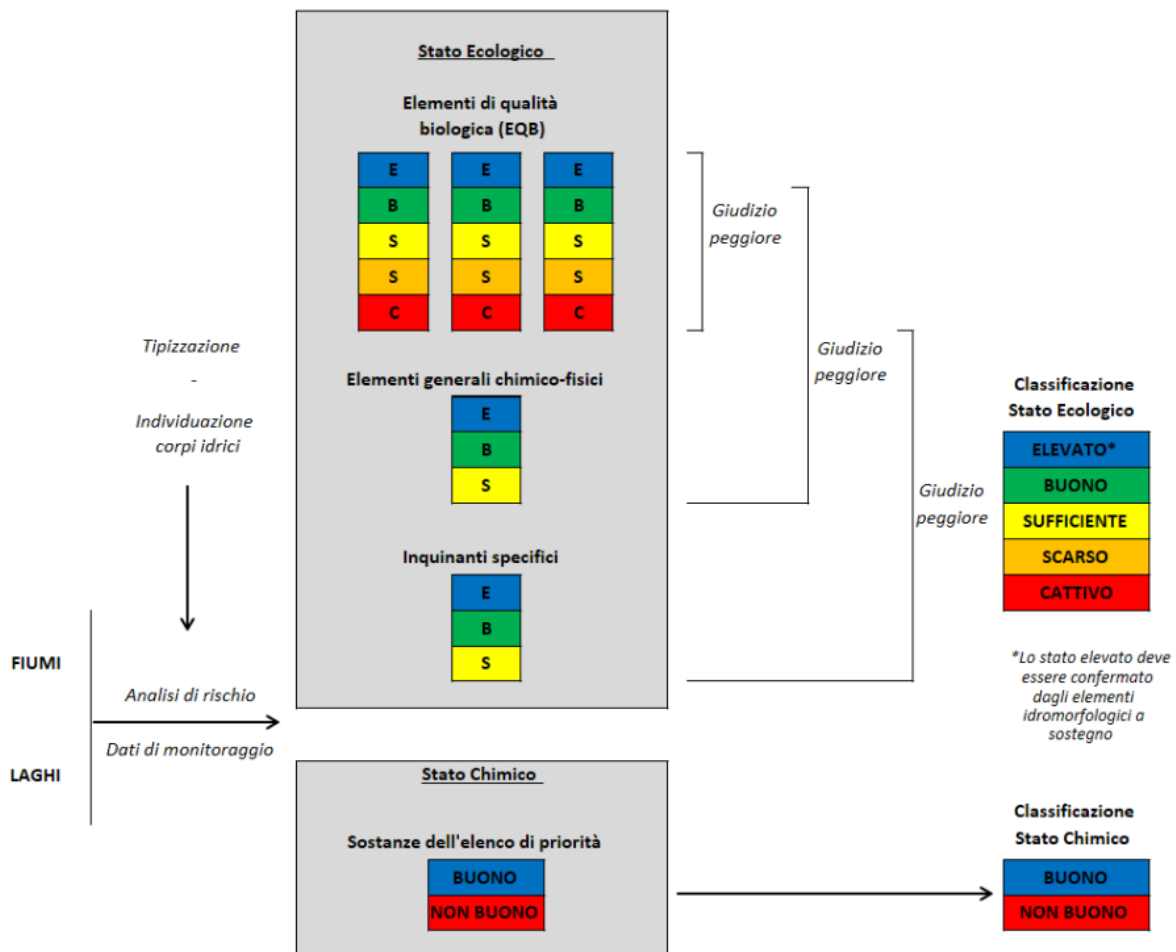 Stato Ecologico
Elementi di qualità
biologica (EQB)
E E E
B B B
S S S
S S S
C C C
Giudizio
peggiore
Tipizzazione
-
Individuazione
corpi idrici
Giudizio
peggiore
Elementi generali chimico-fisici
E
B
S
Giudizio
peggiore
Classificazione
Stato Ecologico
ELEVATO*
BUONO
SUFFICIENTE
SCARSO
CATTIVO
Inquinanti specifici
E
B
S
*Lo stato elevato deve
essere confermato
dagli elementi
idromorfologici a
sostegno
FIUMI
Analisi di rischio
Dati di monitoraggio
LAGHI
Stato Chimico
Sostanze dell'elenco di priorità
BUONO
NON BUONO
Classificazione
Stato Chimico
BUONO
NON BUONO